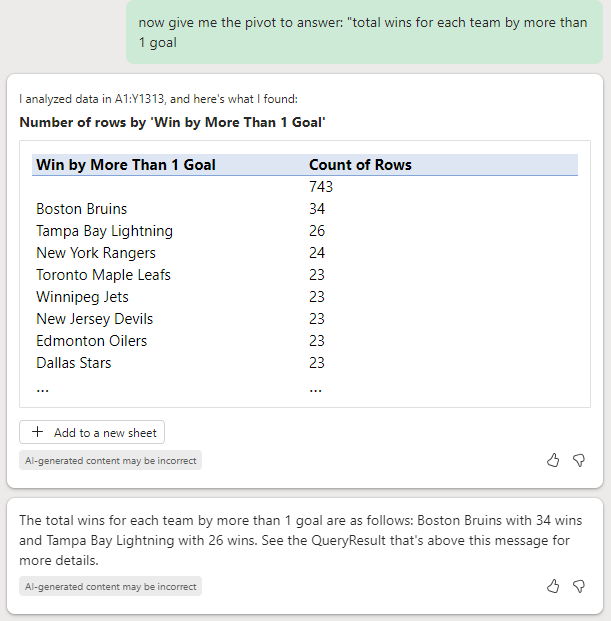 now give me the pivot to answer: "total wins for each team by more than
1 goal
I analyzed data in A1:Y1313, and here's what I found:
Number of rows by 'Win by More Than 1 Goal'
Win by More Than 1 Goal Count of Rows
743
Boston Bruins 34
Tampa Bay Lightning 26
New York Rangers 24
Toronto Maple Leafs 23
Winnipeg Jets 23
New Jersey Devils 23
Edmonton Oilers 23
Dallas Stars 23
... ...
+ Add to a new sheet
AI-generated content may be incorrect
The total wins for each team by more than 1 goal are as follows: Boston Bruins with 34 wins
and Tampa Bay Lightning with 26 wins. See the QueryResult that's above this message for
more details.
AI-generated content may be incorrect